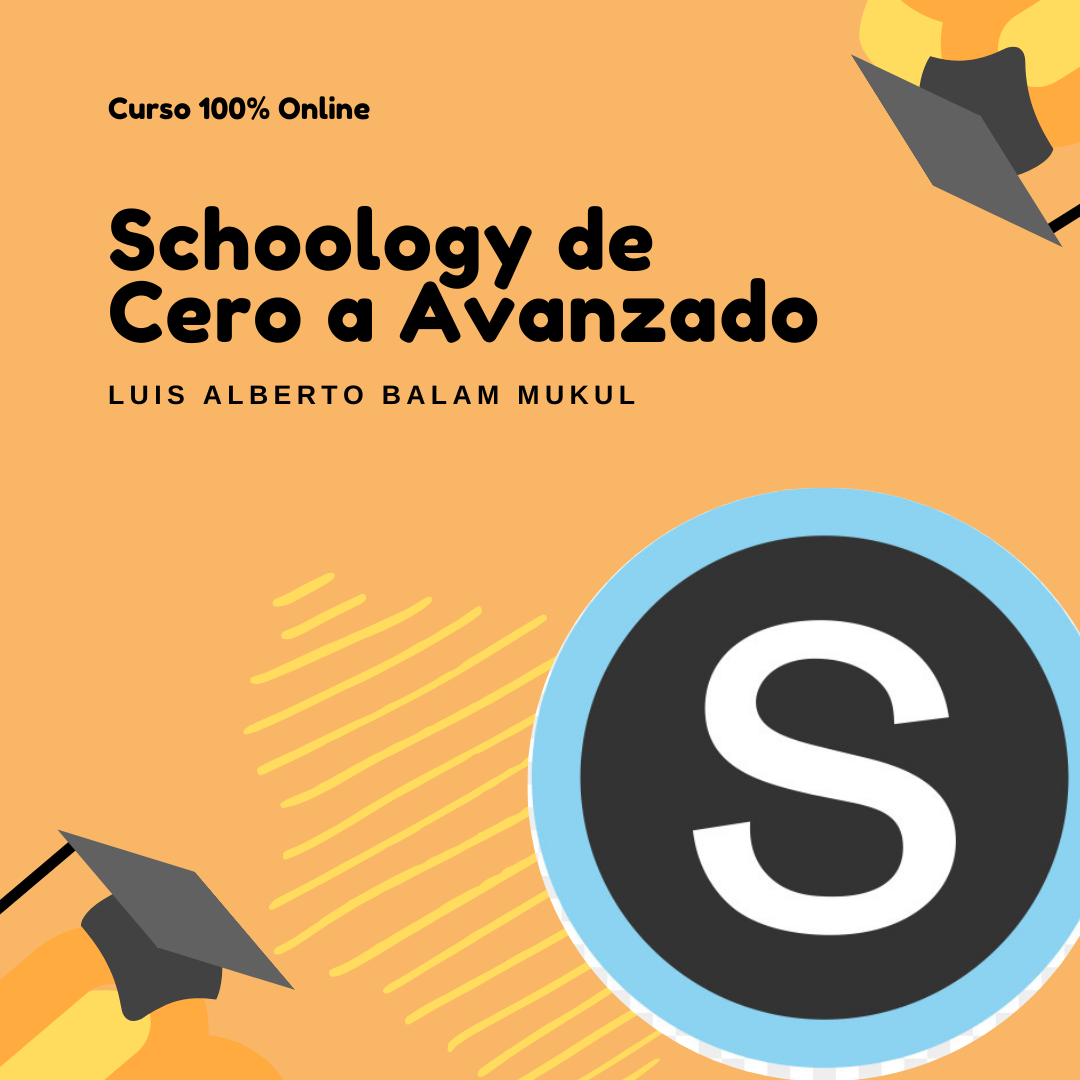 Curso 100% Online
Schoology de
Cero a Avanzado
LUIS ALBERTO BALAM MUKUL
S